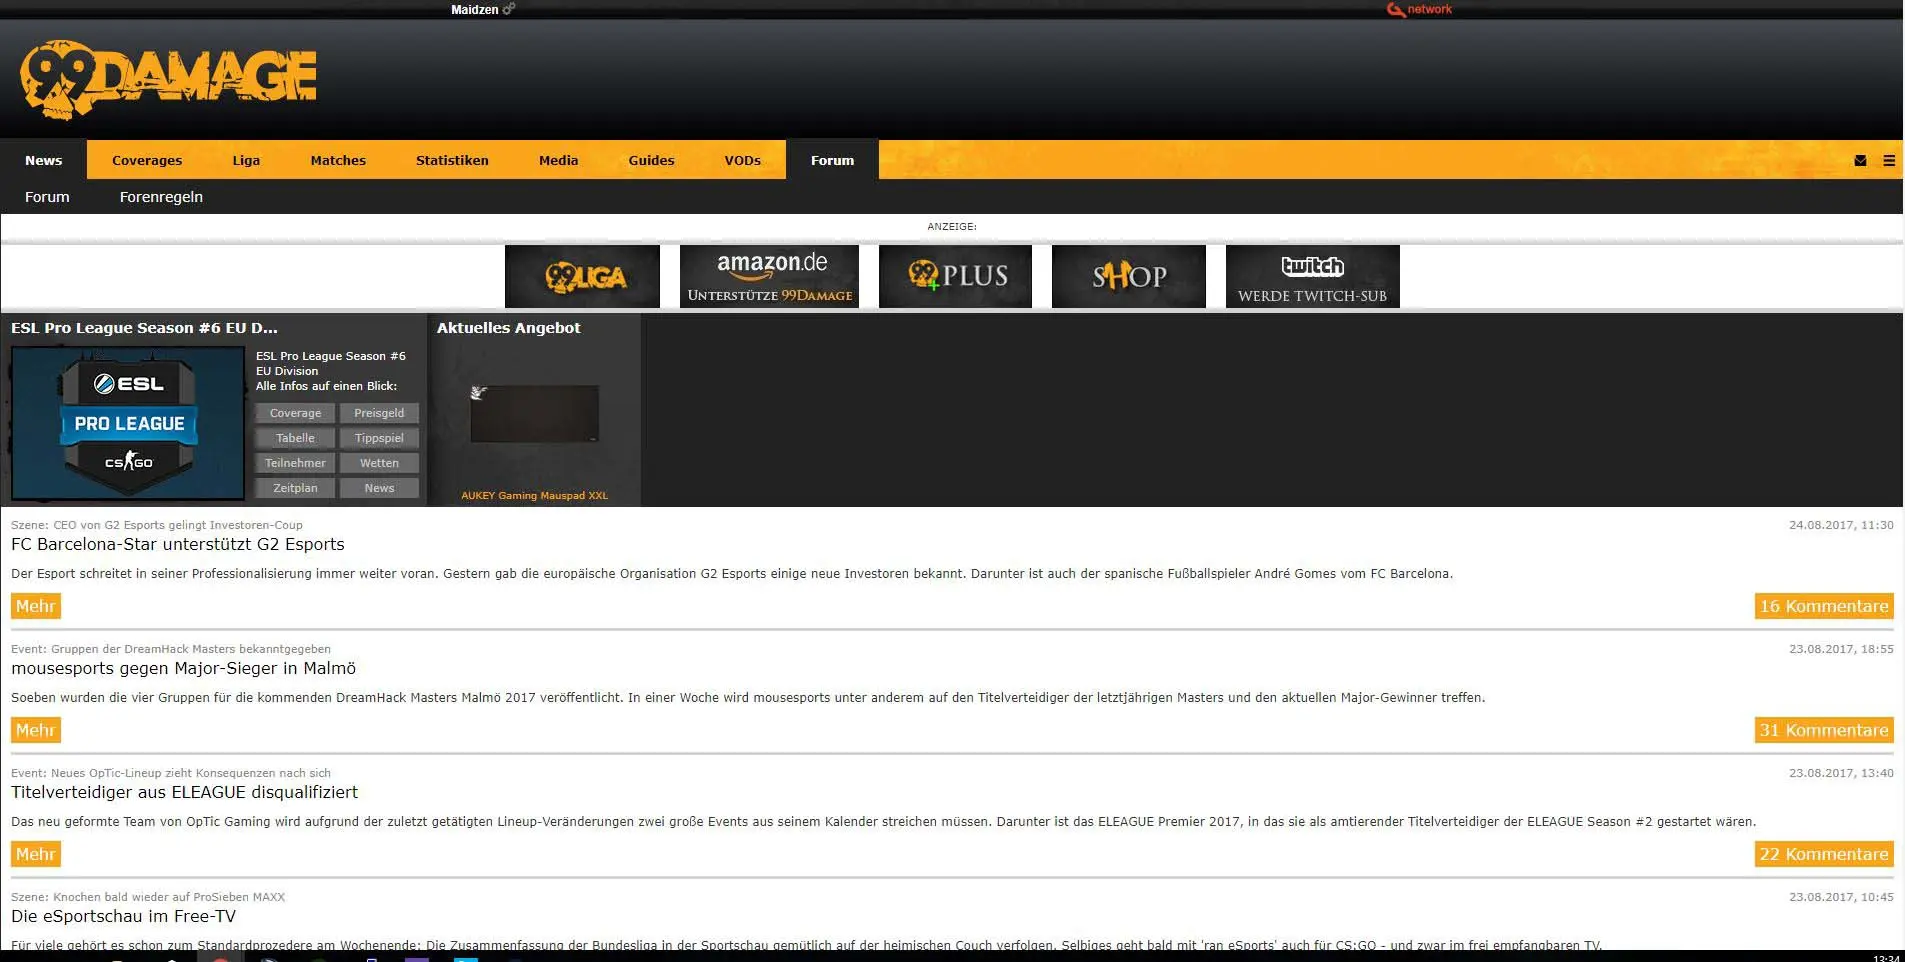 Maidzen
network
99DAMAGE
News Coverages Liga Matches Statistiken Media Guides VODs Forum
Forum Forenregeln
ANZEIGE:
99LIGA
amazon.de
UNTERSTÜTZE 99DAMAGE
99 PLUS
SHOP
twitch
WERDE TWITCH-SUB
ESL Pro League Season #6 EU D...
ESL
PRO LEAGUE
CS GO
ESL Pro League Season #6
EU Division
Alle Infos auf einen Blick:
Coverage Preisgeld
Tabelle Tippspiel
Teilnehmer Wetten
Zeitplan News
Aktuelles Angebot
AUKEY Gaming Mauspad XXL
Szene: CEO von G2 Esports gelingt Investoren-Coup 24.08.2017, 11:30
FC Barcelona-Star unterstützt G2 Esports
Der Esport schreitet in seiner Professionalisierung immer weiter voran. Gestern gab die europäische Organisation G2 Esports einige neue Investoren bekannt. Darunter ist auch der spanische Fußballspieler André Gomes vom FC Barcelona.
Mehr 16 Kommentare
Event: Gruppen der DreamHack Masters bekanntgegeben 23.08.2017, 18:55
mousesports gegen Major-Sieger in Malmö
Soeben wurden die vier Gruppen für die kommenden DreamHack Masters Malmö 2017 veröffentlicht. In einer Woche wird mousesports unter anderem auf den Titelverteidiger der letztjährigen Masters und den aktuellen Major-Gewinner treffen.
Mehr 31 Kommentare
Event: Neues OpTic-Lineup zieht Konsequenzen nach sich 23.08.2017, 13:40
Titelverteidiger aus ELEAGUE disqualifiziert
Das neu geformte Team von OpTic Gaming wird aufgrund der zuletzt getätigten Lineup-Veränderungen zwei große Events aus seinem Kalender streichen müssen. Darunter ist das ELEAGUE Premier 2017, in das sie als amtierender Titelverteidiger der ELEAGUE Season #2 gestartet wären.
Mehr 22 Kommentare
Szene: Knochen bald wieder auf ProSieben MAXX 23.08.2017, 10:45
Die eSportschau im Free-TV
Für viele gehört es schon zum Standardprozedere am Wochenende: Die Zusammenfassung der Bundesliga in der Sportschau gemütlich auf der heimischen Couch verfolgen. Selbiges geht bald mit 'ran eSports' auch für CS:GO - und zwar im frei empfangbaren TV.
13:34